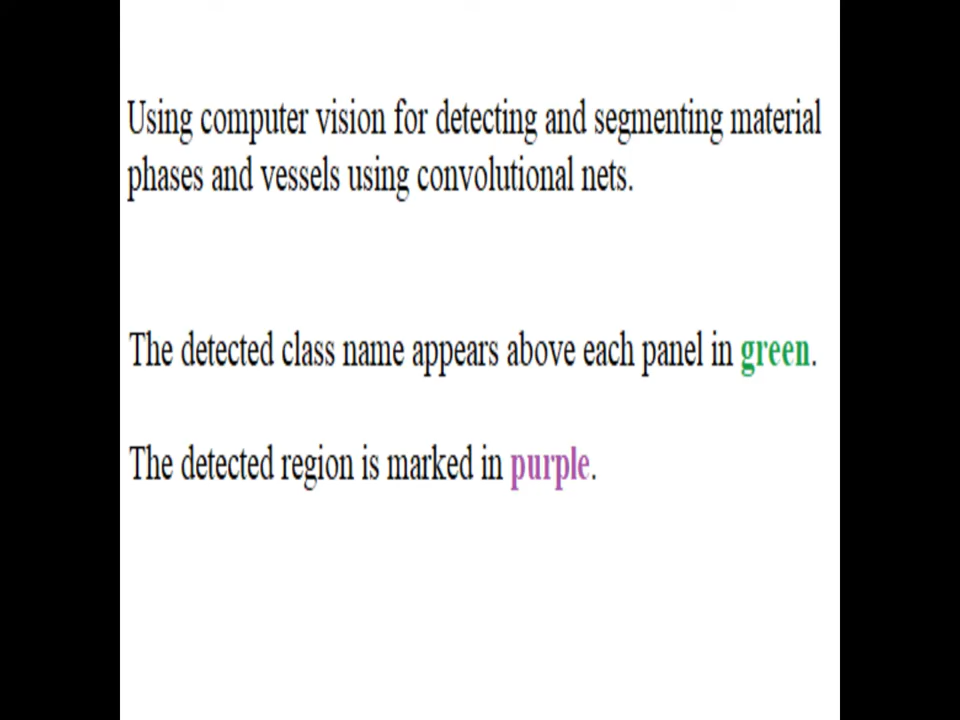 Using computer vision for detecting and segmenting material
phases and vessels using convolutional nets.
The detected class name appears above each panel in green.
The detected region is marked in purple.